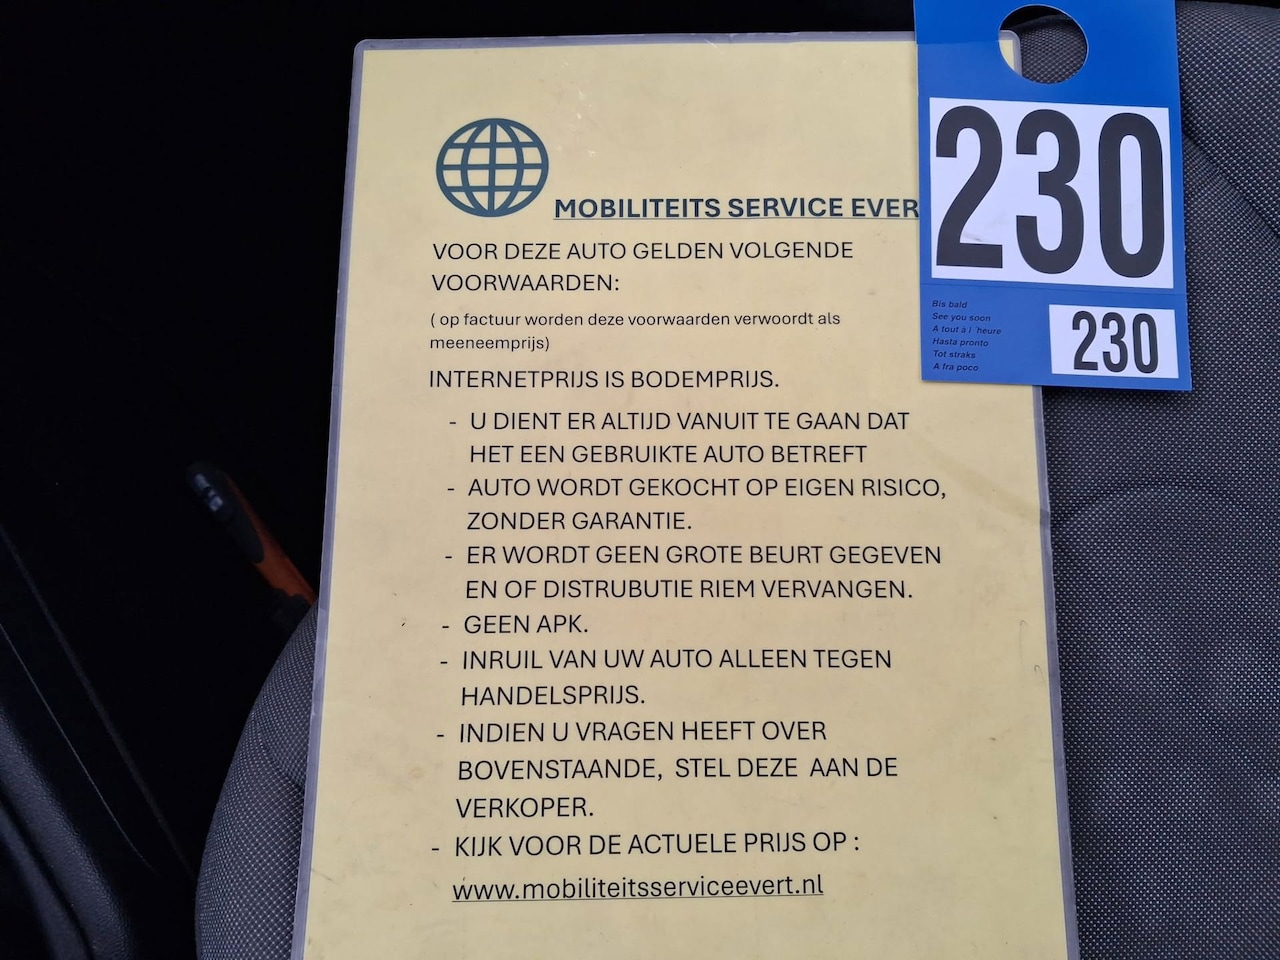 MOBILITEITS SERVICE EVER
VOOR DEZE AUTO GELDEN VOLGENDE
VOORWAARDEN:
( op factuur worden deze voorwaarden verwoordt als
meeneemprijs)
INTERNETPRIJS IS BODEMPRIJS.
- U DIENT ER ALTIJD VANUIT TE GAAN DAT
HET EEN GEBRUIKTE AUTO BETREFT
- AUTO WORDT GEKOCHT OP EIGEN RISICO,
ZONDER GARANTIE.
- ER WORDT GEEN GROTE BEURT GEGEVEN
EN OF DISTRUBUTIE RIEM VERVANGEN.
- GEEN APK.
- INRUIL VAN UW AUTO ALLEEN TEGEN
HANDELSPRIJS.
- INDIEN U VRAGEN HEEFT OVER
BOVENSTAANDE, STEL DEZE AAN DE
VERKOPER.
- KIJK VOOR DE ACTUELE PRIJS OP :
www.mobiliteitsserviceevert.nl
230
Bis bald
See you soon
A tout à l 'heure
Hasta pronto
Tot straks
A fra poco
230